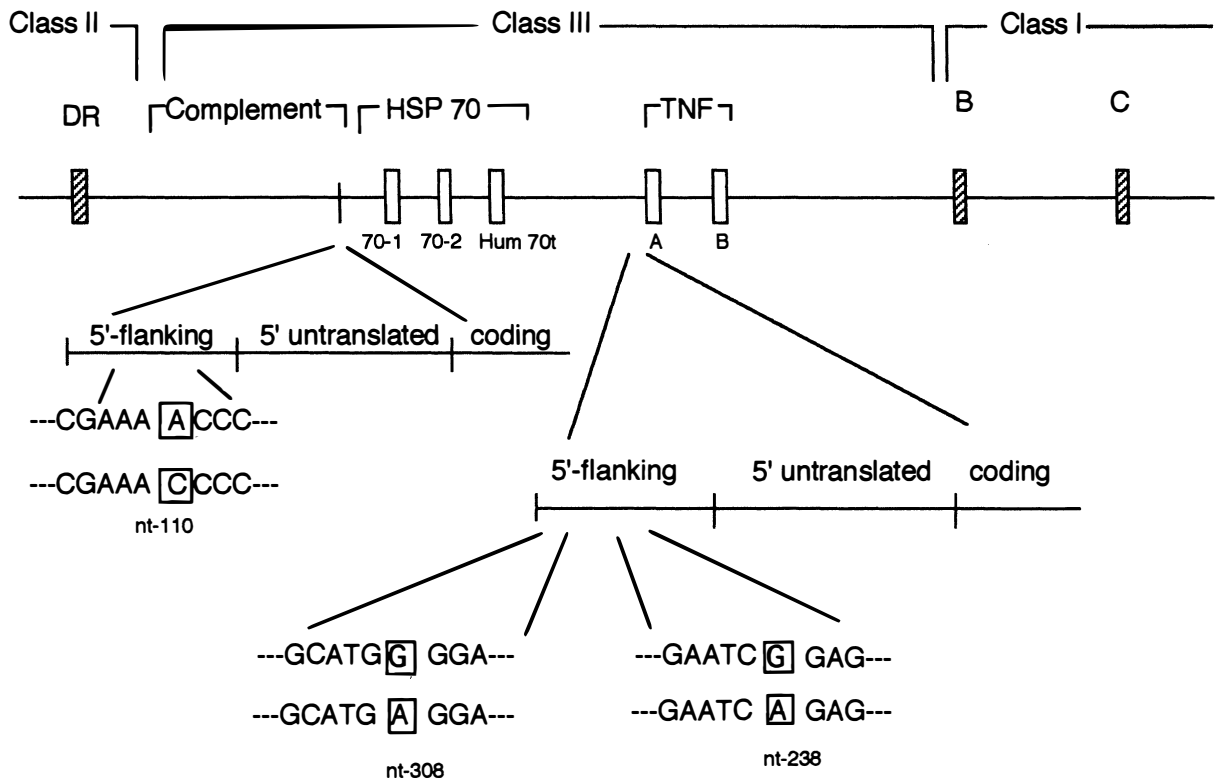 Class II Class III Class I
DR Complement HSP 70 TNF B C
70-1 70-2 Hum 70t A B
5'-flanking 5' untranslated coding
---CGAAA A CCC---
---CGAAA C CCC---
nt-110
5'-flanking 5' untranslated coding
---GCATG G GGA--- ---GAATC G GAG---
---GCATG A GGA--- ---GAATC A GAG---
nt-308 nt-238